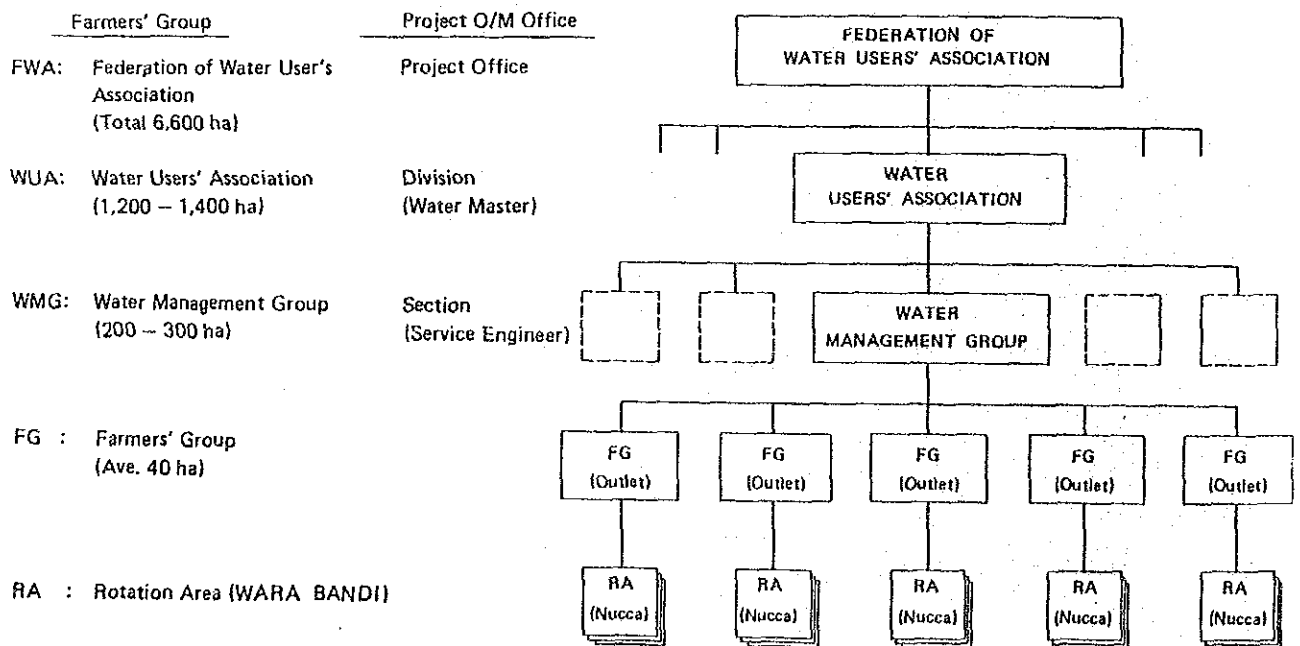 Farmers' Group
Project O/M Office
FWA: Federation of Water User's
Association
(Total 6,600 ha)
Project Office
WUA: Water Users' Association
(1,200 – 1,400 ha)
Division
(Water Master)
WMG: Water Management Group
(200 – 300 ha)
Section
(Service Engineer)
FG : Farmers' Group
(Ave. 40 ha)
RA : Rotation Area (WARA BANDI)
FEDERATION OF
WATER USERS' ASSOCIATION
WATER
USERS' ASSOCIATION
WATER
MANAGEMENT GROUP
FG
(Outlet)
FG
(Outlet)
FG
(Outlet)
FG
(Outlet)
FG
(Outlet)
RA
(Nucca)
RA
(Nucca)
RA
(Nucca)
RA
(Nucca)
RA
(Nucca)